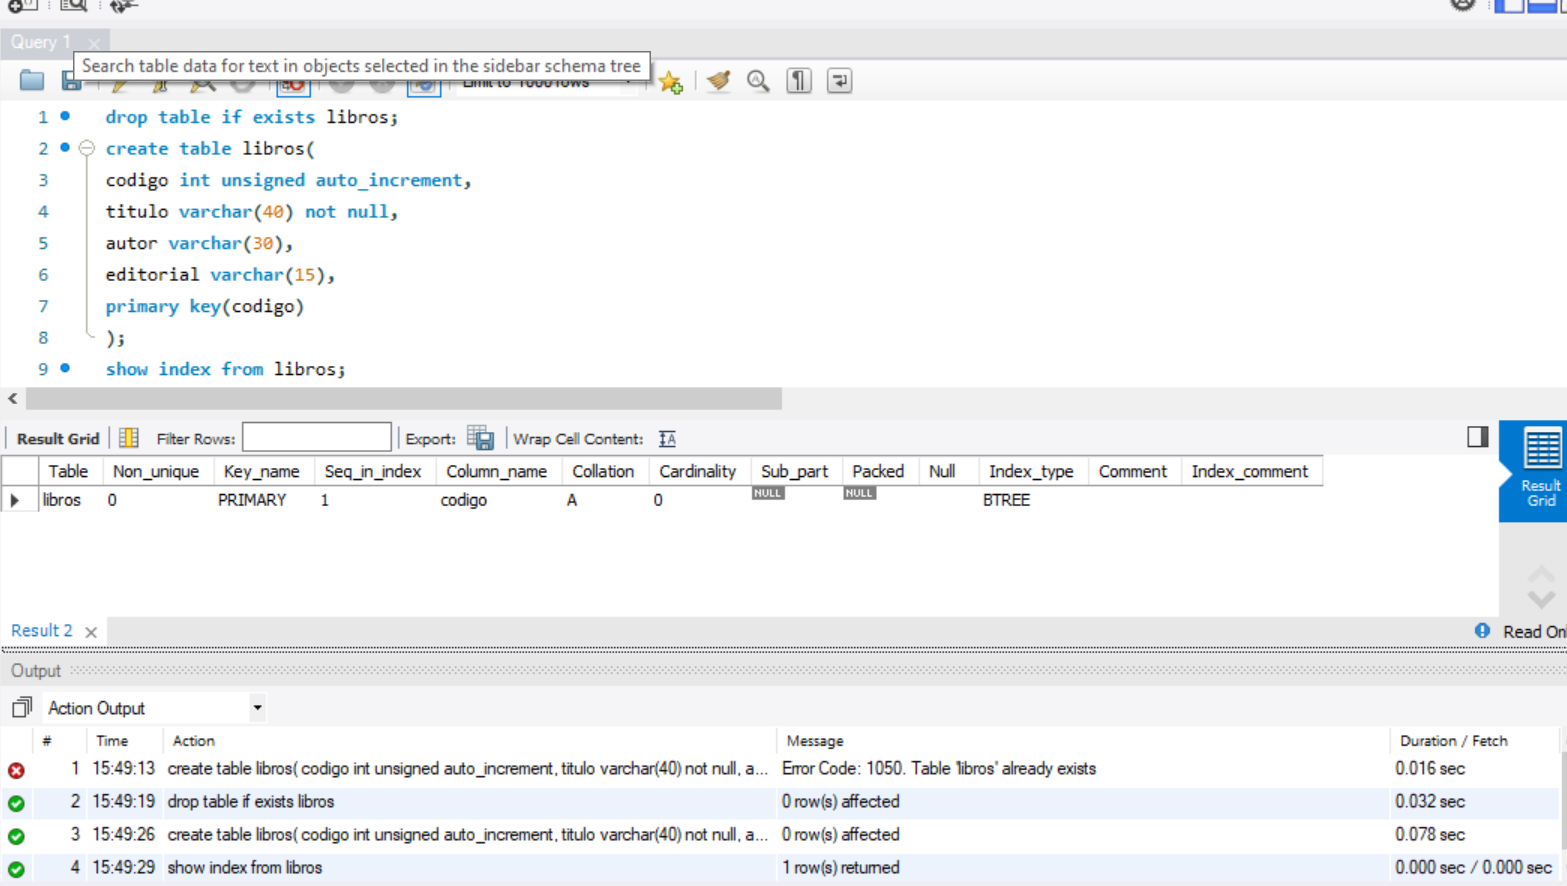 Query 1
Search table data for text in objects selected in the sidebar schema tree
Limit to 1000 rows
1 drop table if exists libros;
2 create table libros(
3 codigo int unsigned auto_increment,
4 titulo varchar(40) not null,
5 autor varchar(30),
6 editorial varchar(15),
7 primary key(codigo)
8 );
9 show index from libros;
Result Grid Filter Rows: Export: Wrap Cell Content:
Table Non_unique Key_name Seq_in_index Column_name Collation Cardinality Sub_part Packed Null Index_type Comment Index_comment
libros 0 PRIMARY 1 codigo A 0 NULL NULL BTREE
Result
Grid
Result 2 Read Onl
Output
Action Output
# Time Action Message Duration / Fetch
1 15:49:13 create table libros( codigo int unsigned auto_increment, titulo varchar(40) not null, a... Error Code: 1050. Table 'libros' already exists 0.016 sec
2 15:49:19 drop table if exists libros 0 row(s) affected 0.032 sec
3 15:49:26 create table libros( codigo int unsigned auto_increment, titulo varchar(40) not null, a... 0 row(s) affected 0.078 sec
4 15:49:29 show index from libros 1 row(s) returned 0.000 sec / 0.000 sec